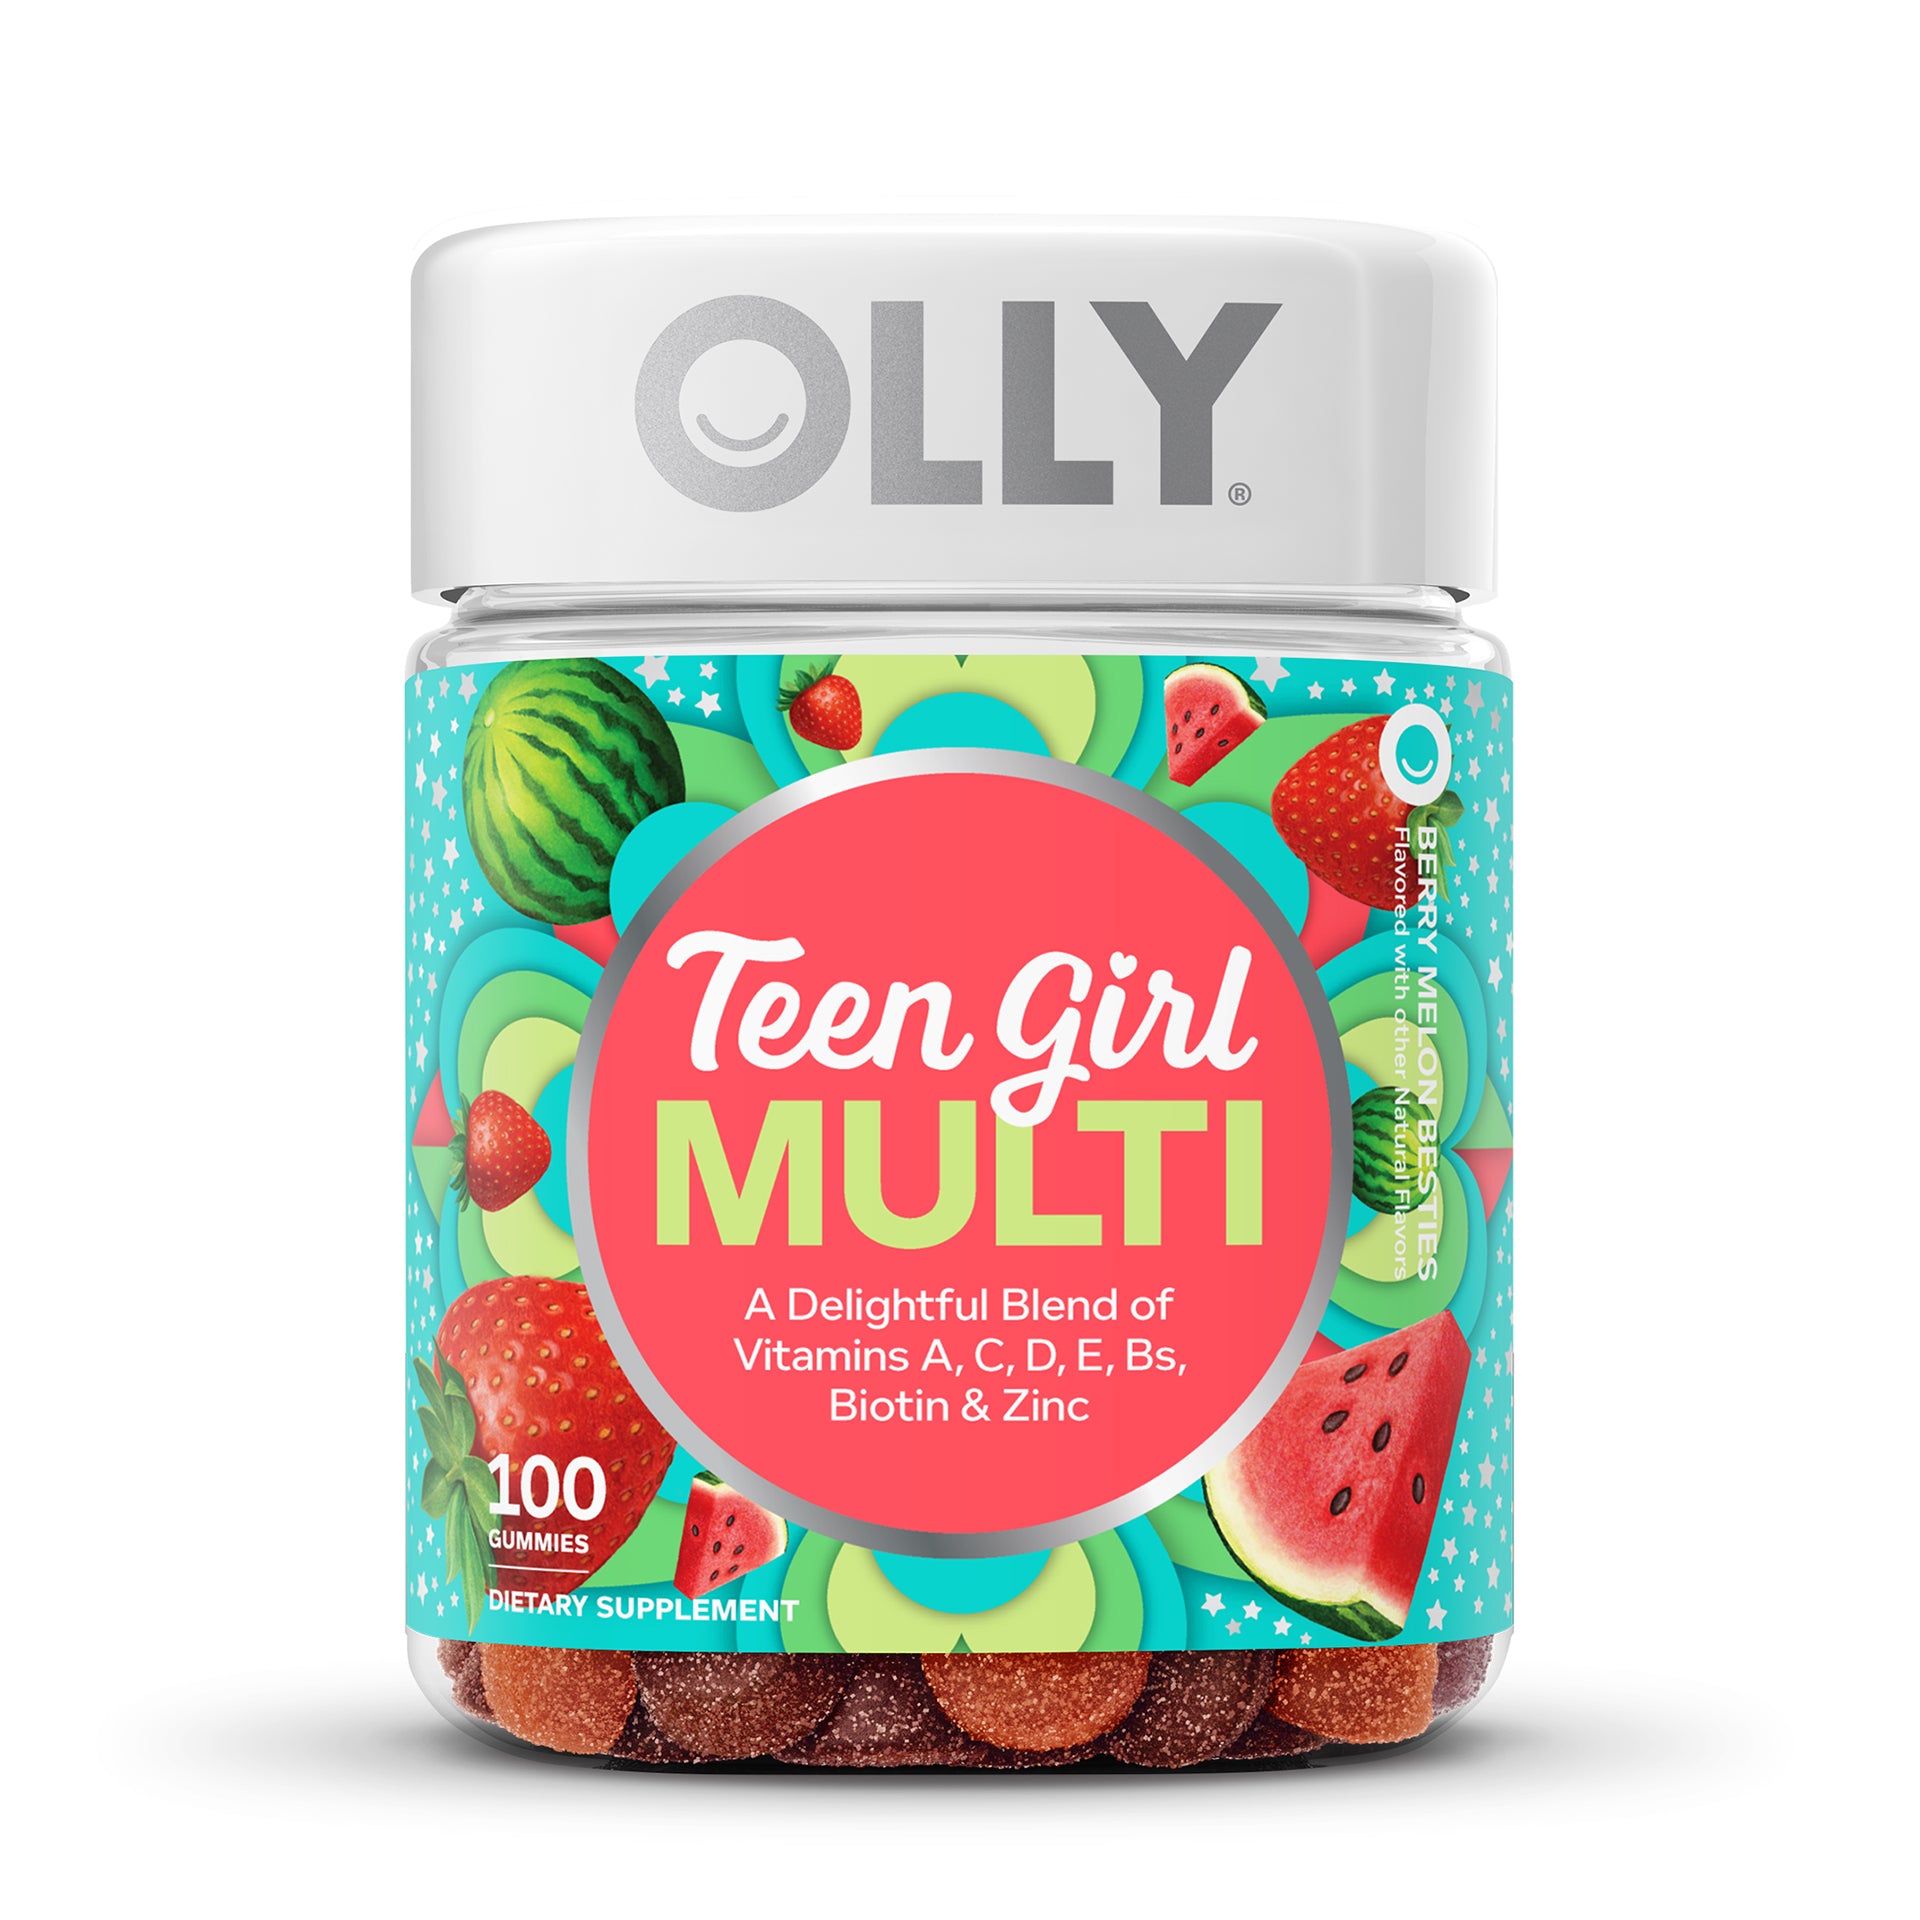 OLLY®
Teen Girl
MULTI
A Delightful Blend of
Vitamins A, C, D, E, Bs,
Biotin & Zinc
BERRY MELON BESTIES
Flavored with other Natural Flavors
100
GUMMIES
DIETARY SUPPLEMENT